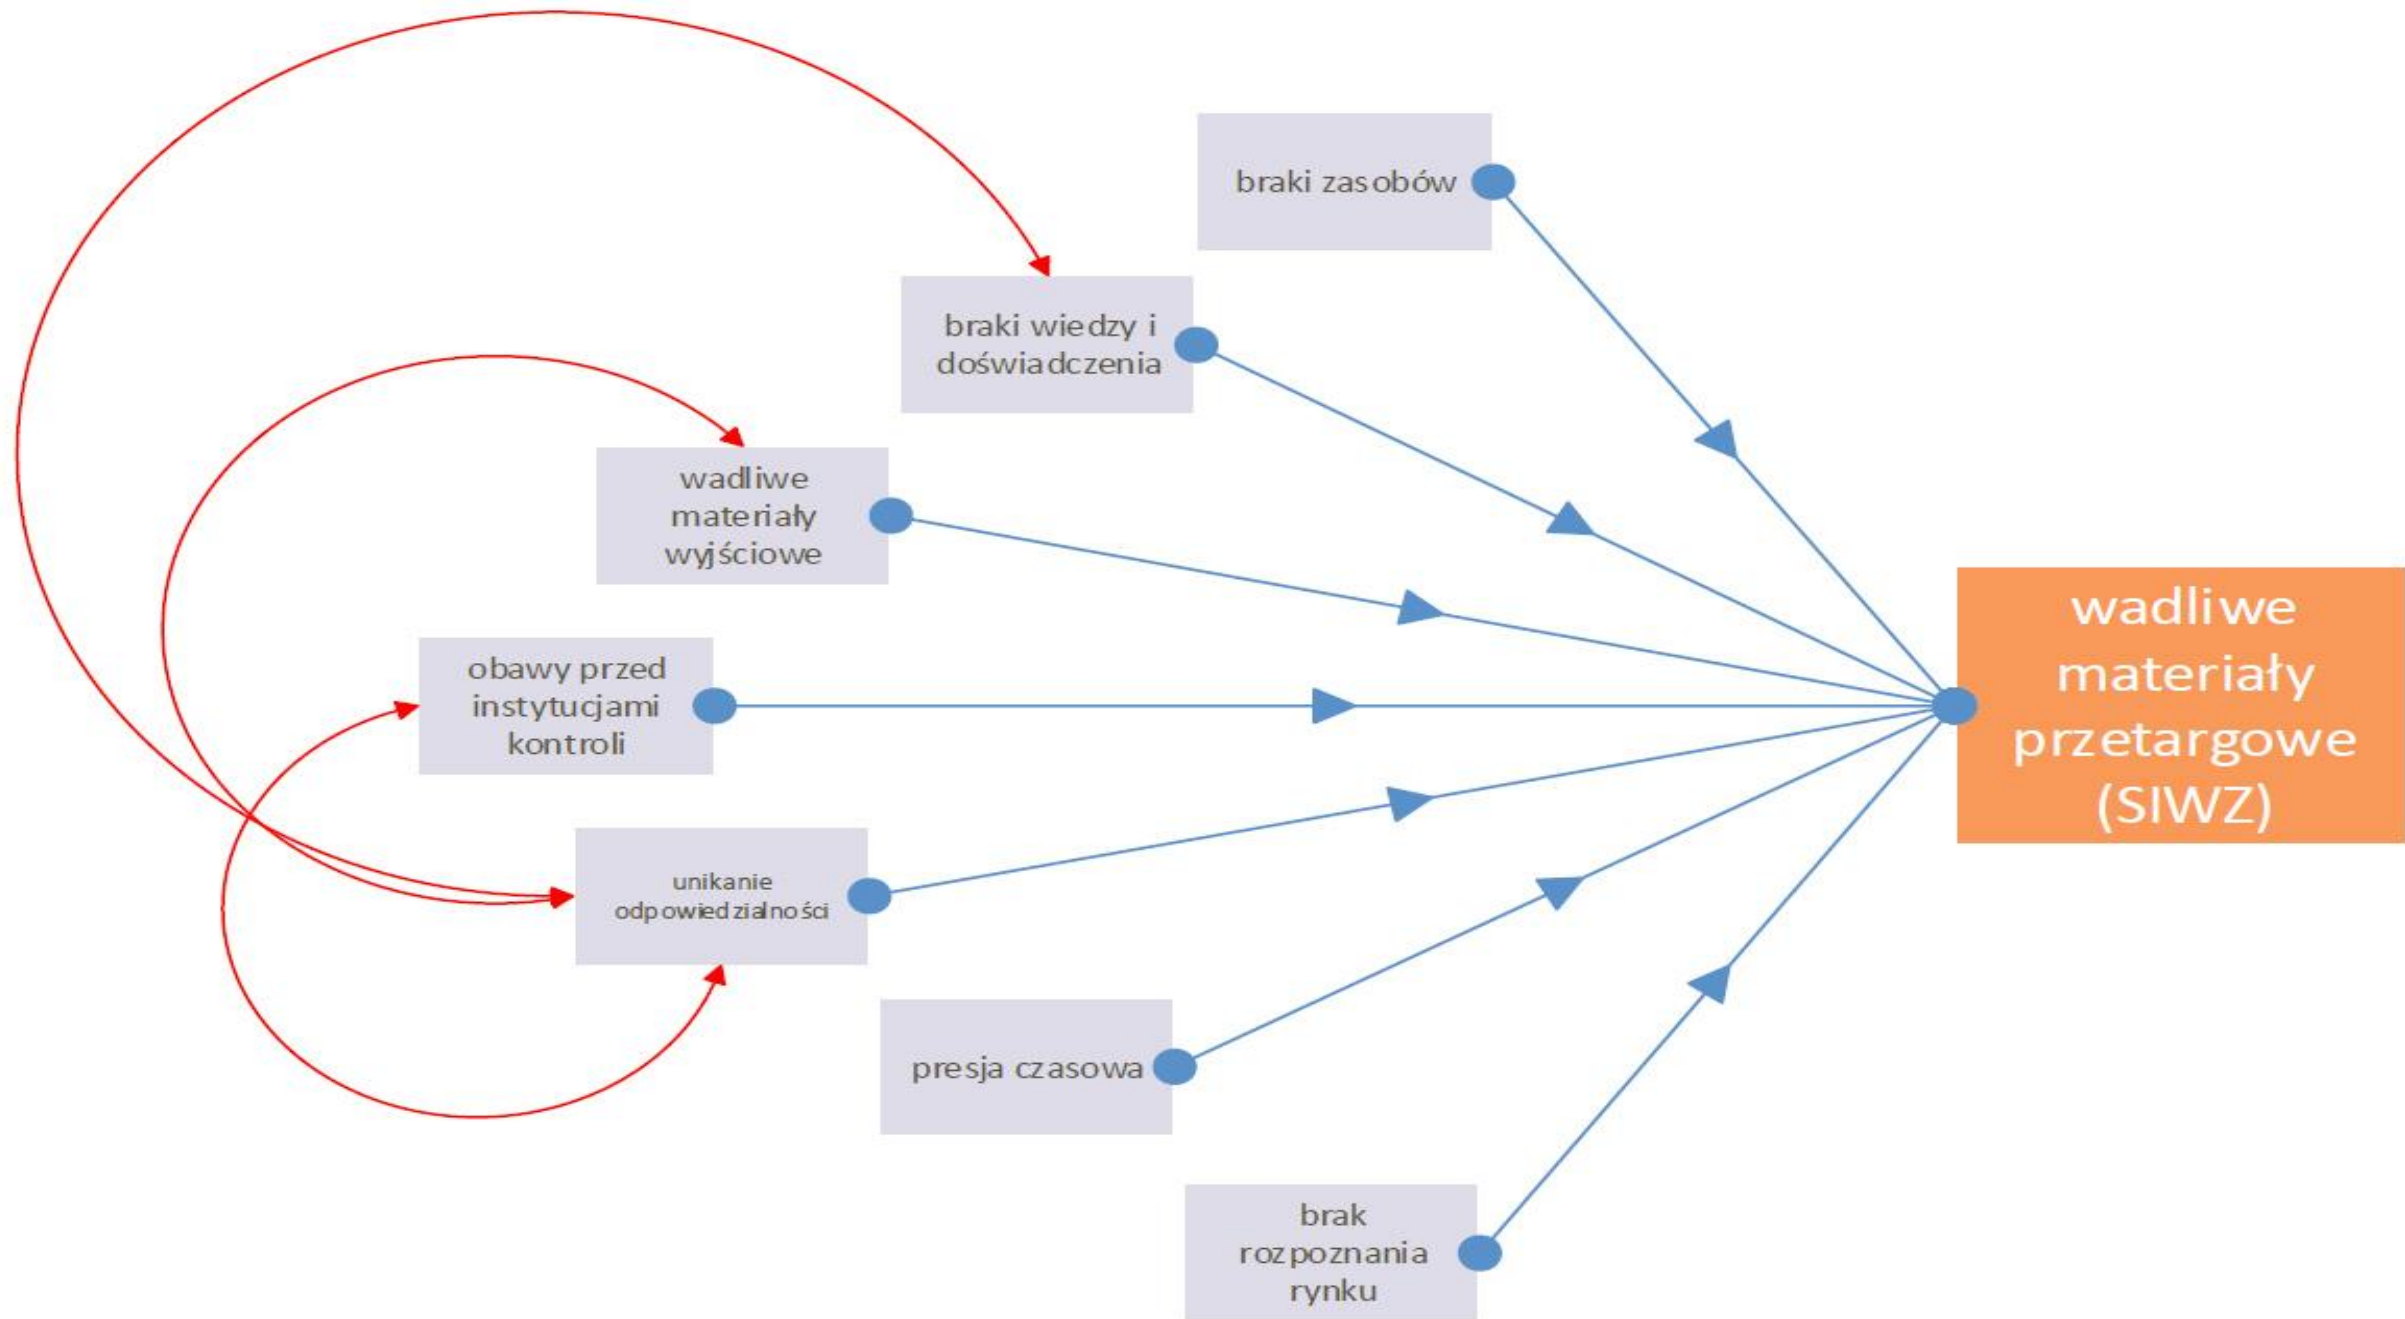 braki zasobów
braki wiedzy i
doświadczenia
wadliwe
materiały
wyjściowe
obawy przed
instytucjami
kontroli
unikanie
odpowiedzialności
presja czasowa
brak
rozpoznania
rynku
wadliwe
materiały
przetargowe
(SIWZ)